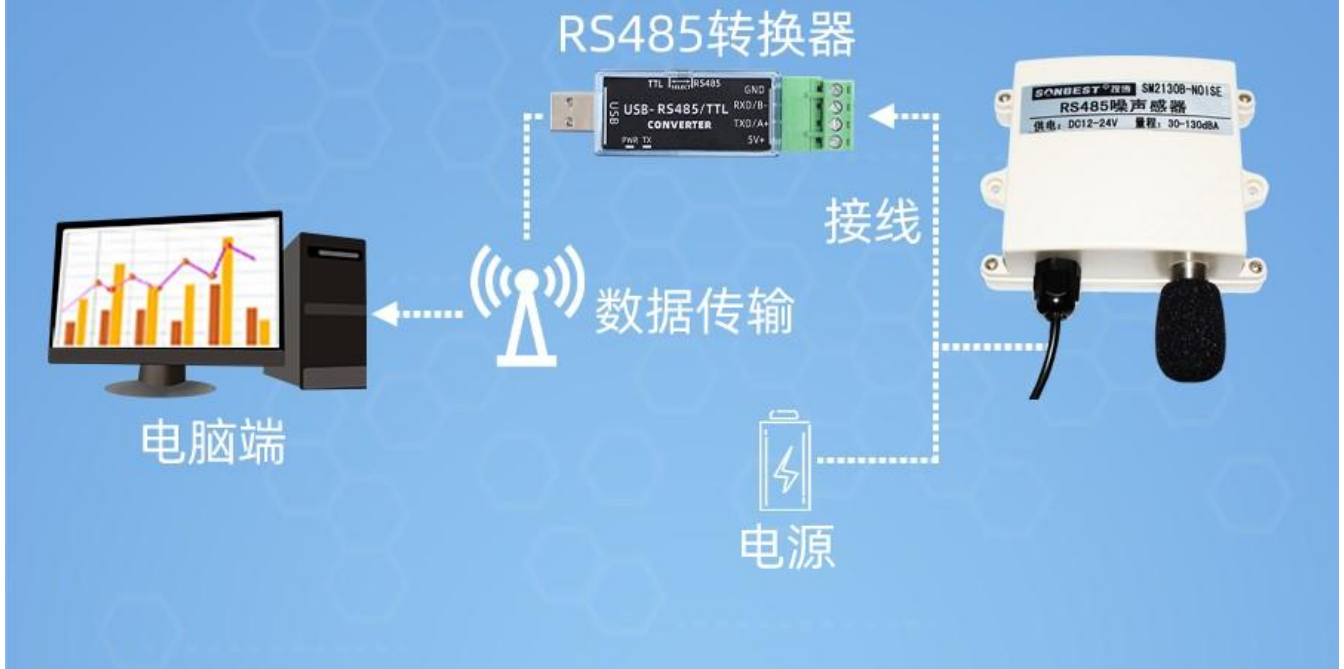 RS485转换器
TTL SELECT RS485
USB
USB-RS485/TTL
CONVERTER
PWR TX
GND
RXD/B-
TXD/A+
5V+
SONBEST® SM2130B-NOISE
RS485噪声感器
供电：DC12-24V 量程：30-130dBA
接线
数据传输
电脑端
电源